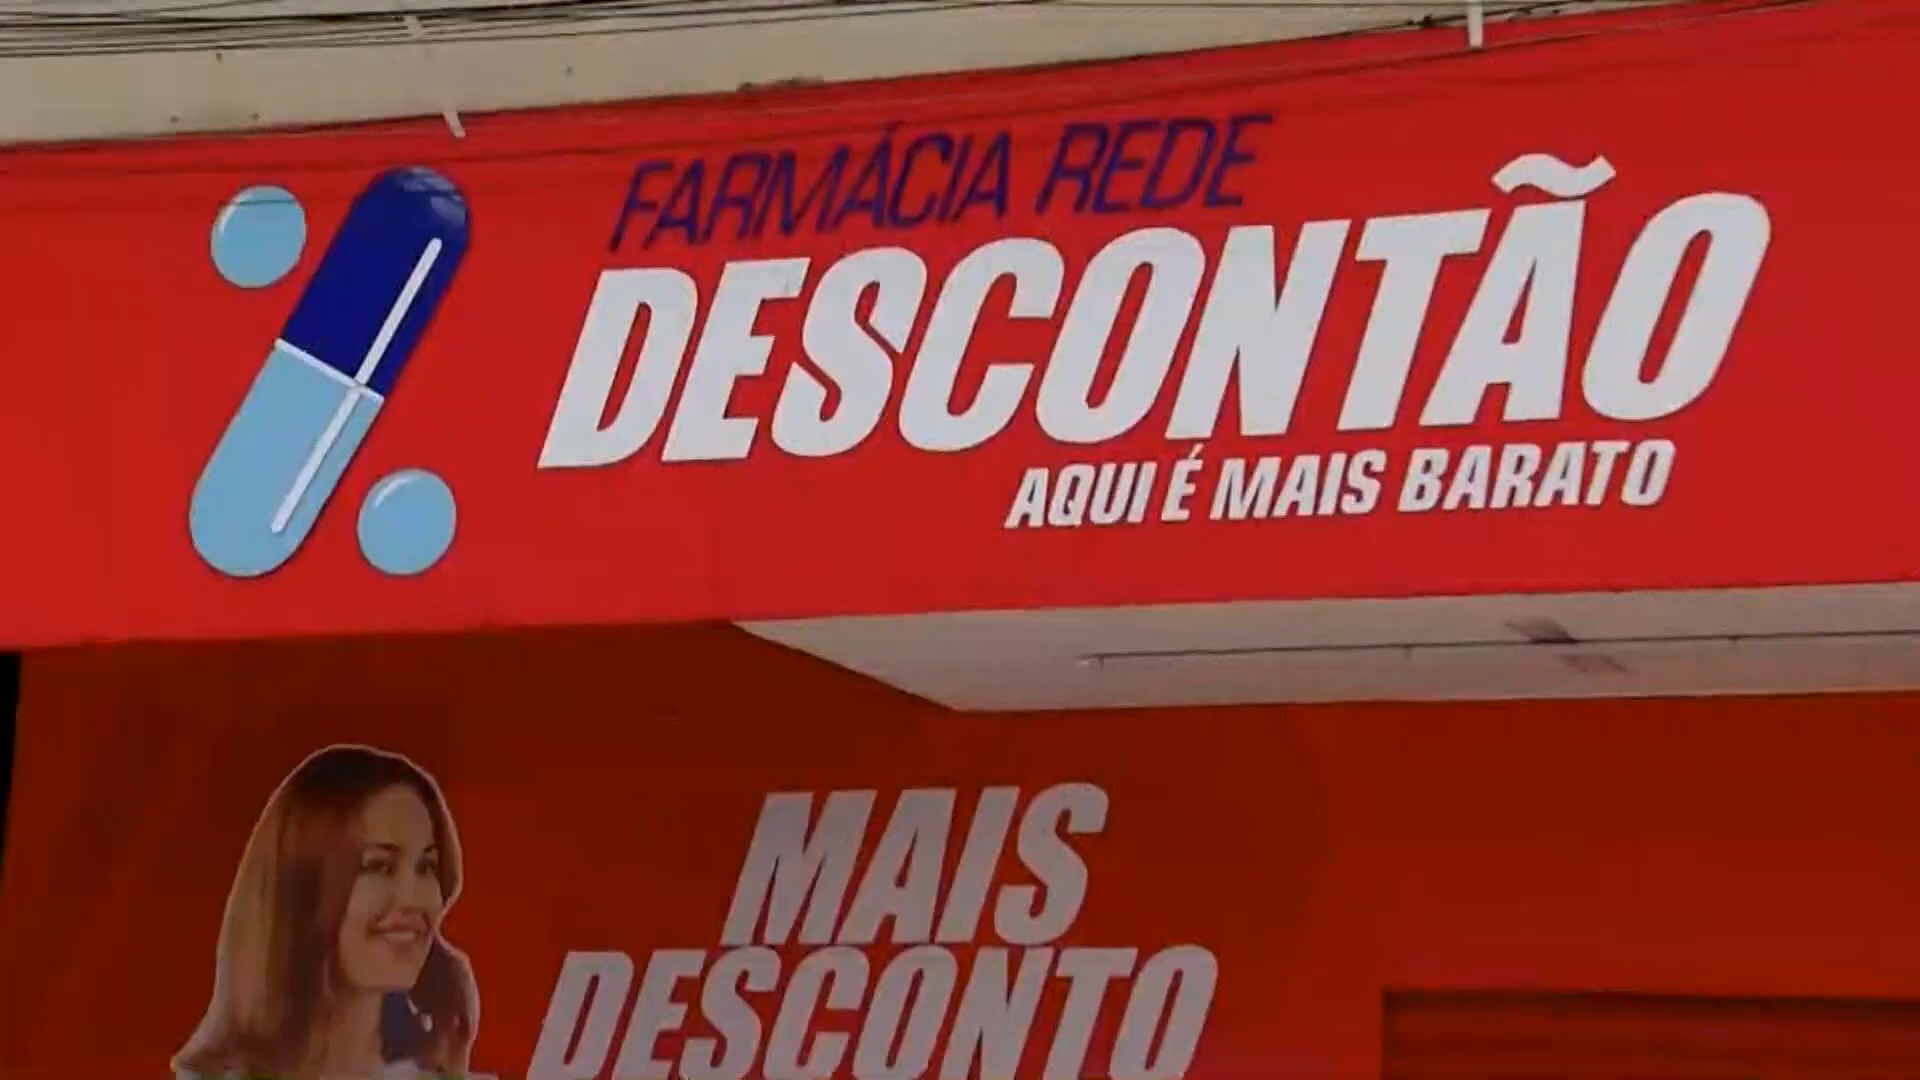 FARMÁCIA REDE
DESCONTÃO
AQUI É MAIS BARATO
MAIS
DESCONTO